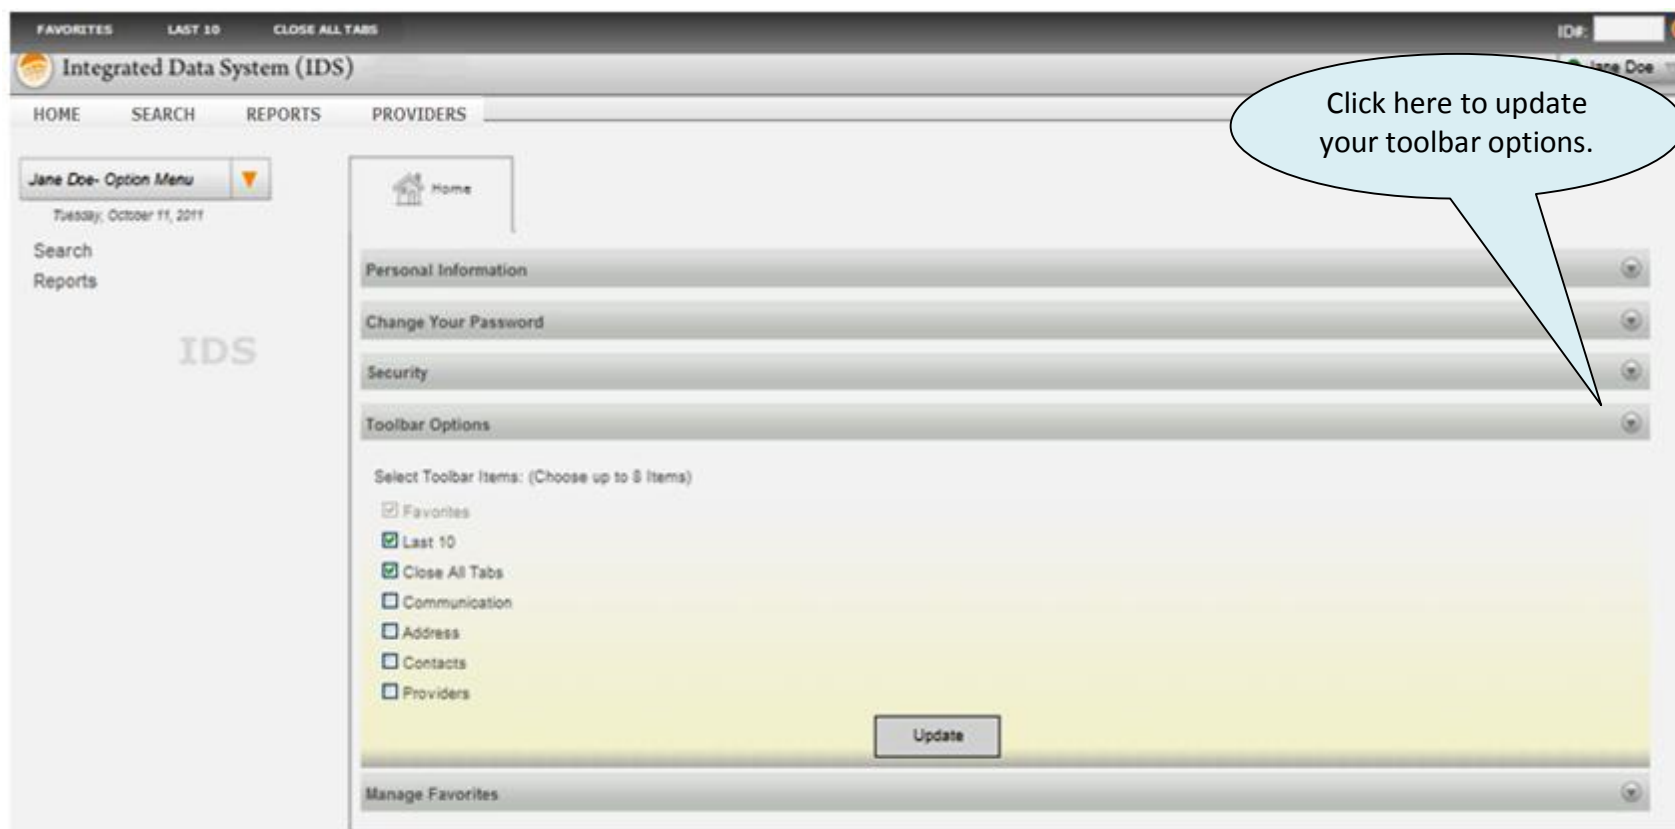 FAVORITES LAST 10 CLOSE ALL TABS ID#:
Integrated Data System (IDS) Jane Doe
HOME SEARCH REPORTS PROVIDERS
Click here to update
your toolbar options.
Jane Doe- Option Menu
Tuesday, October 11, 2011
Search
Reports
IDS
Home
Personal Information
Change Your Password
Security
Toolbar Options
Select Toolbar Items: (Choose up to 8 Items)
Favorites
Last 10
Close All Tabs
Communication
Address
Contacts
Providers
Update
Manage Favorites